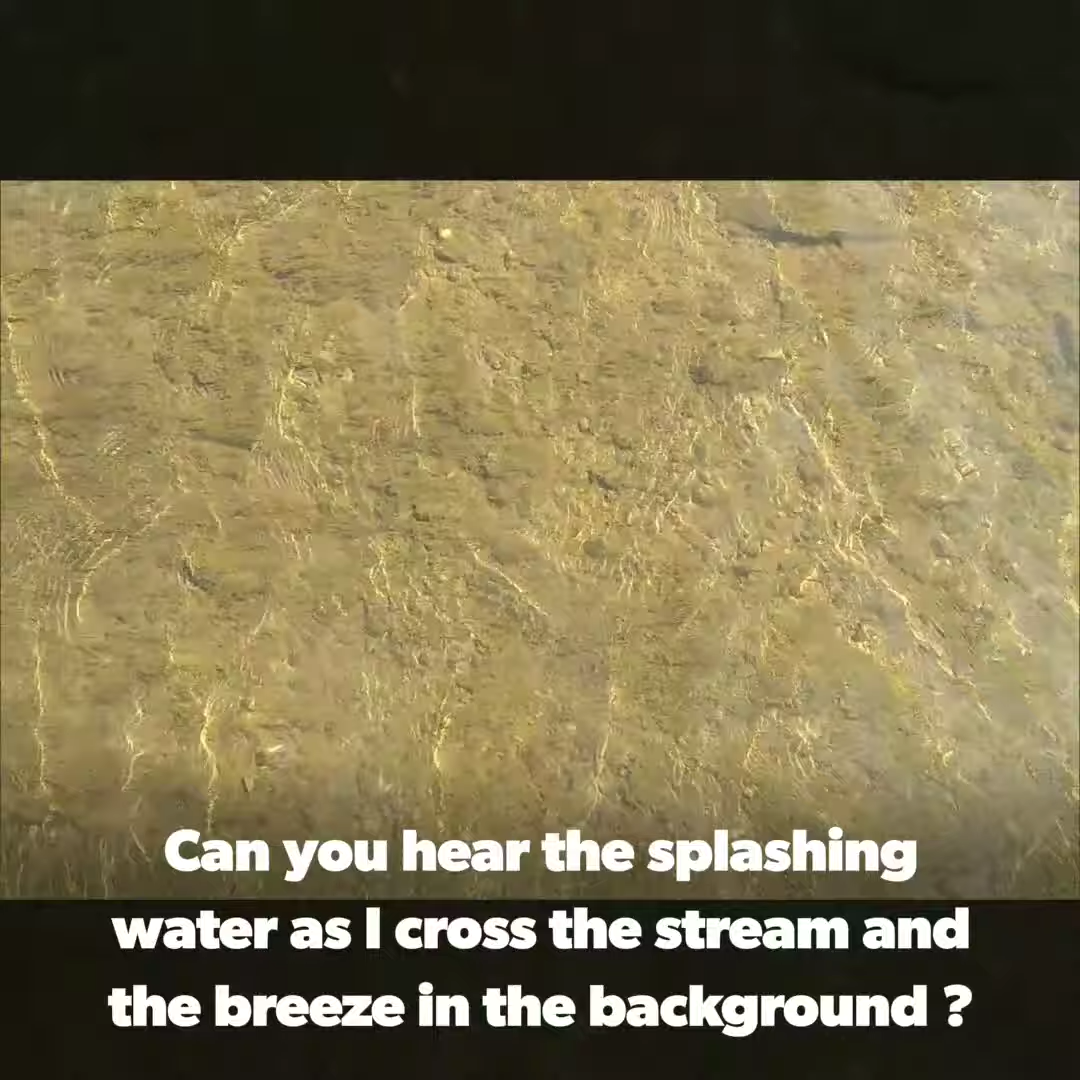 Can you hear the splashing
water as I cross the stream and
the breeze in the background ?